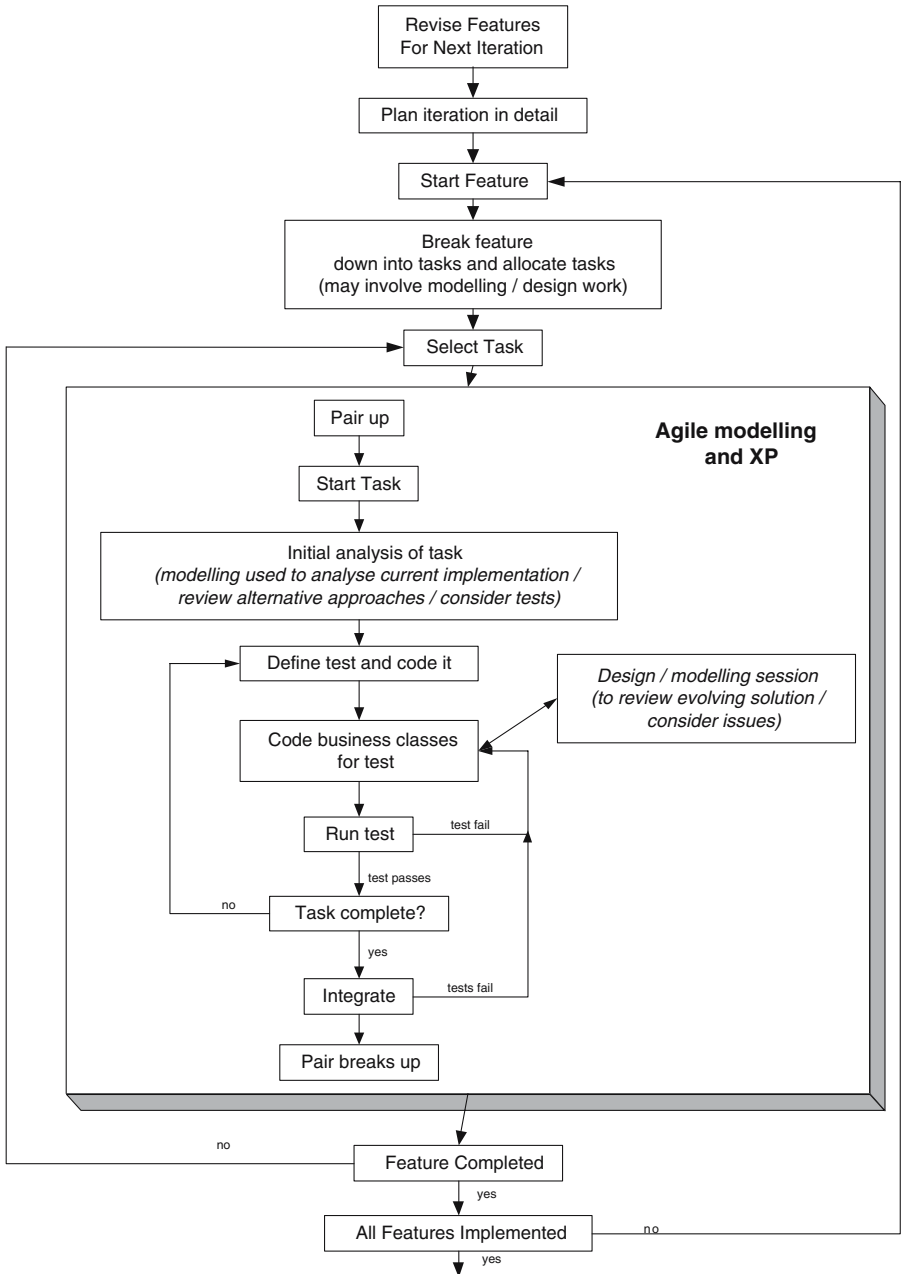 Revise Features
For Next Iteration
Plan iteration in detail
Start Feature
Break feature
down into tasks and allocate tasks
(may involve modelling / design work)
Select Task
Pair up
Agile modelling
and XP
Start Task
Initial analysis of task
(modelling used to analyse current implementation /
review alternative approaches / consider tests)
Define test and code it
Design / modelling session
(to review evolving solution /
consider issues)
Code business classes
for test
Run test
test fail
test passes
no
Task complete?
yes
Integrate
tests fail
Pair breaks up
no
Feature Completed
yes
All Features Implemented
no
yes